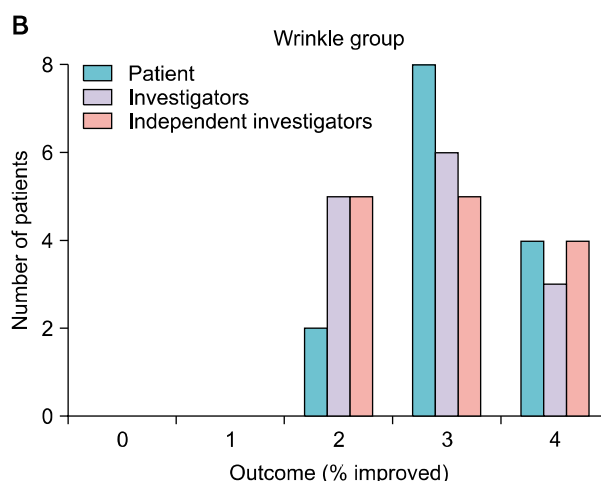 B
Wrinkle group
Patient
Investigators
Independent investigators
Number of patients
8
6
4
2
0
0 1 2 3 4
Outcome (% improved)